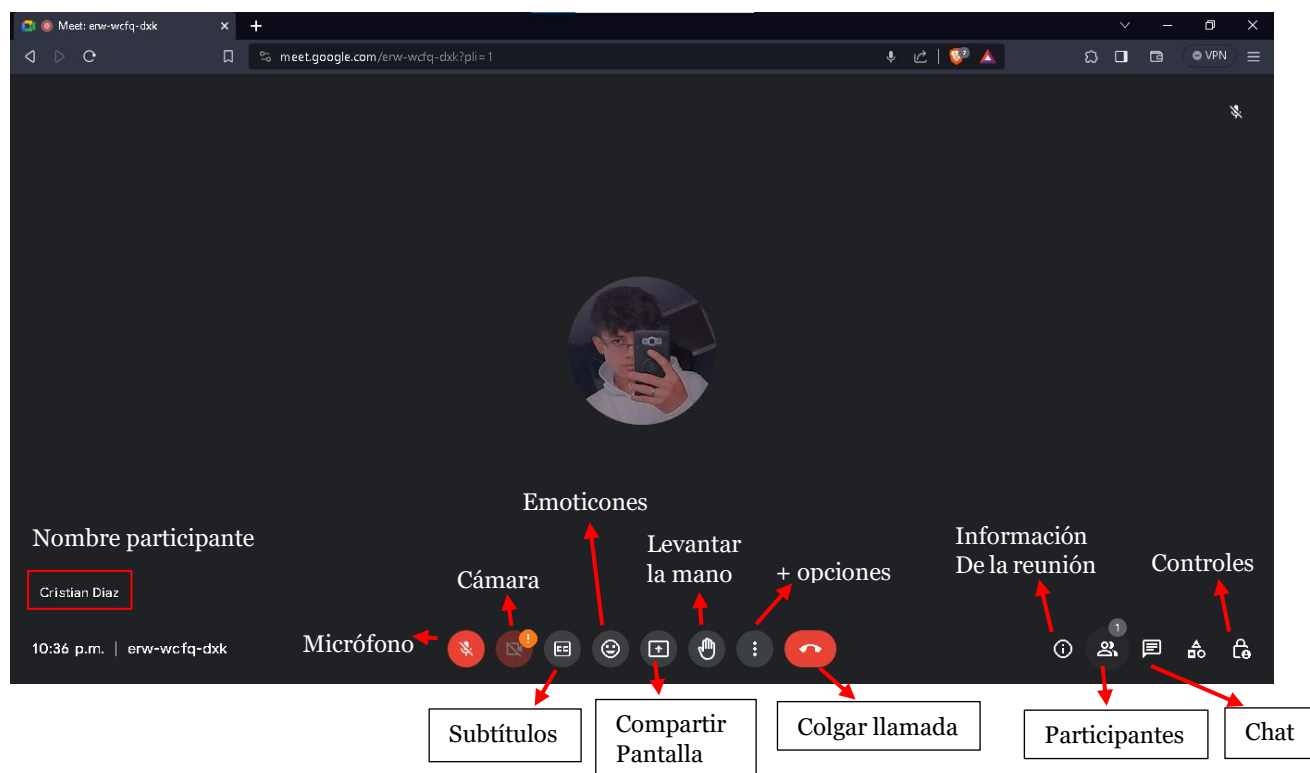 Meet: erw-wcfq-dxk
meet.google.com/erw-wcfq-dxk?pli=1
VPN
Emoticones
Nombre participante
Levantar
la mano
Información
De la reunión
Controles
Cámara
+ opciones
Cristian Diaz
10:36 p.m. | erw-wcfq-dxk
Micrófono
1
Subtítulos
Compartir
Pantalla
Colgar llamada
Participantes
Chat